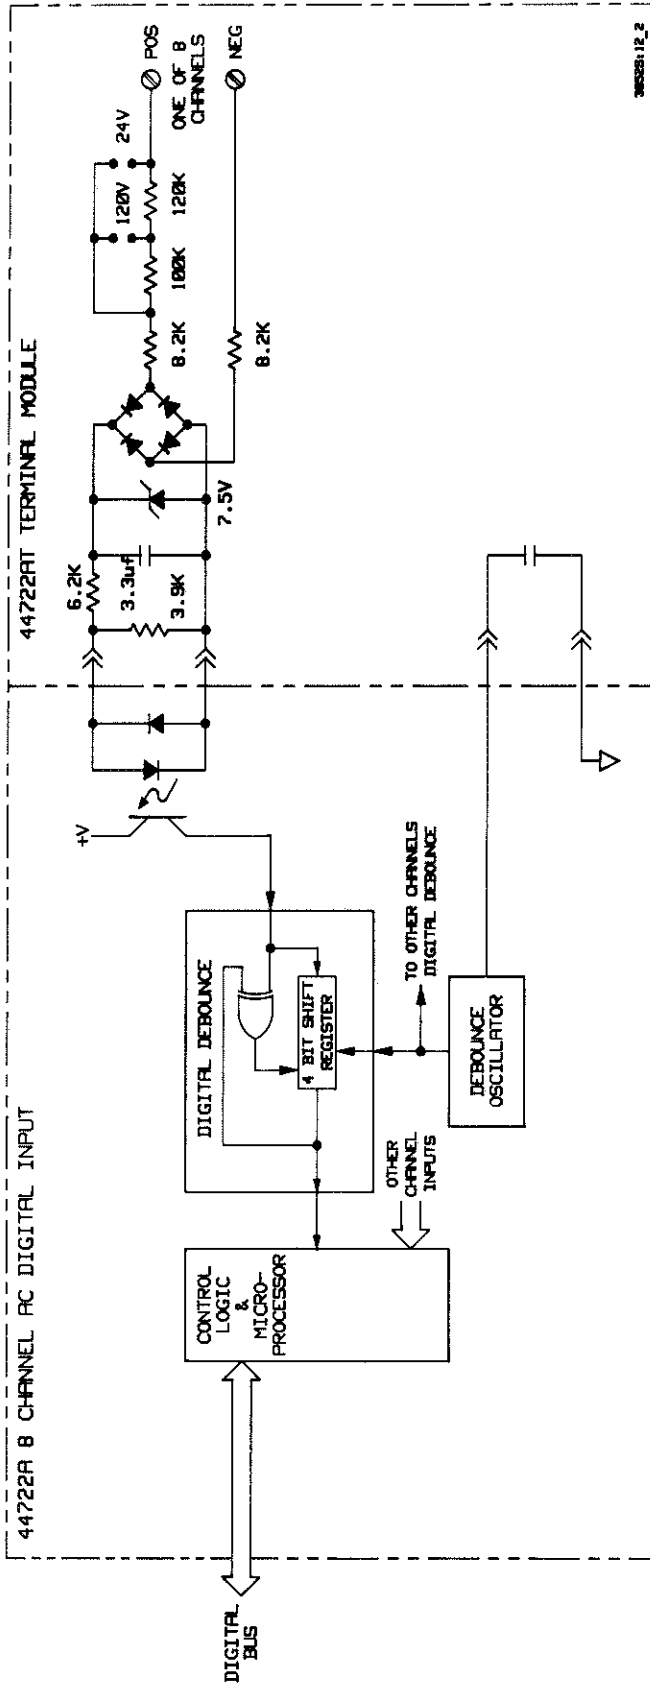 44722A 8 CHANNEL AC DIGITAL INPUT
44722AT TERMINAL MODULE
DIGITAL
BUS
CONTROL
LOGIC
&
MICRO-
PROCESSOR
OTHER
CHANNEL
INPUTS
DIGITAL DEBOUNCE
4 BIT SHIFT
REGISTER
TO OTHER CHANNELS
DIGITAL DEBOUNCE
DEBOUNCE
OSCILLATOR
+V
6.2K
3.3uf
3.9K
7.5V
8.2K
100K
120K
120V
24V
8.2K
POS
ONE OF 8
CHANNELS
NEG